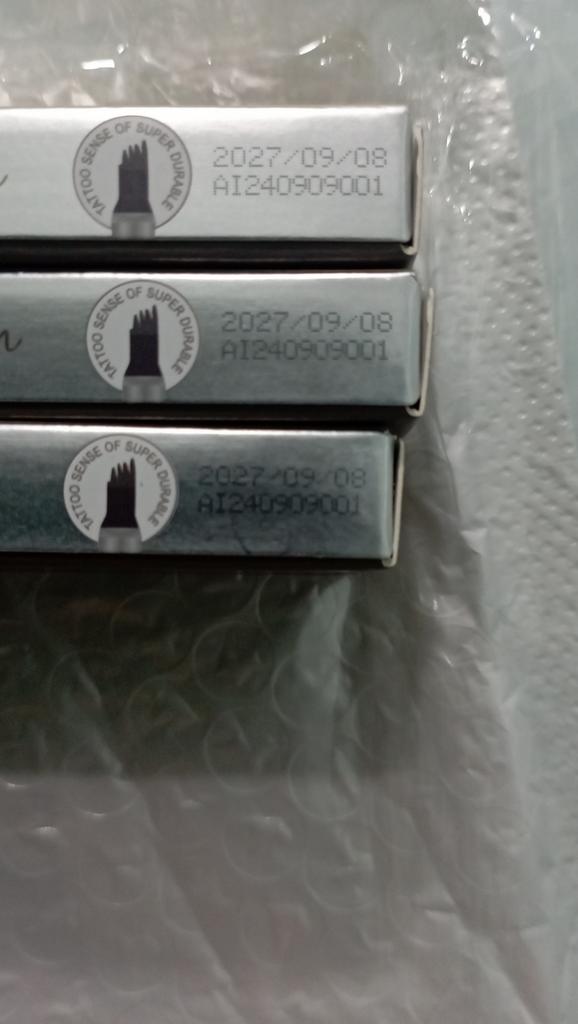 TATTOO SENSE OF SUPER DURABLE
2027/09/08
AI240909001
TATTOO SENSE OF SUPER DURABLE
2027/09/08
AI240909001
TATTOO SENSE OF SUPER DURABLE
2027/09/08
AI240909001